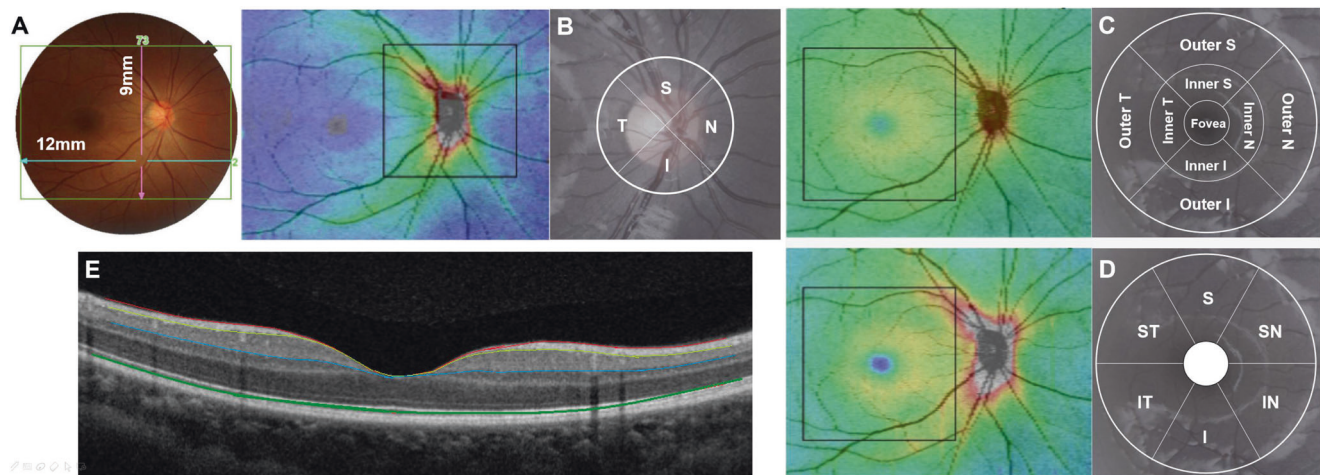 A
73
9mm
12mm
2
B
S
T
N
I
C
Outer S
Inner S
Outer T
Inner T
Fovea
Inner N
Outer N
Inner I
Outer I
E
D
S
ST
SN
IT
IN
I